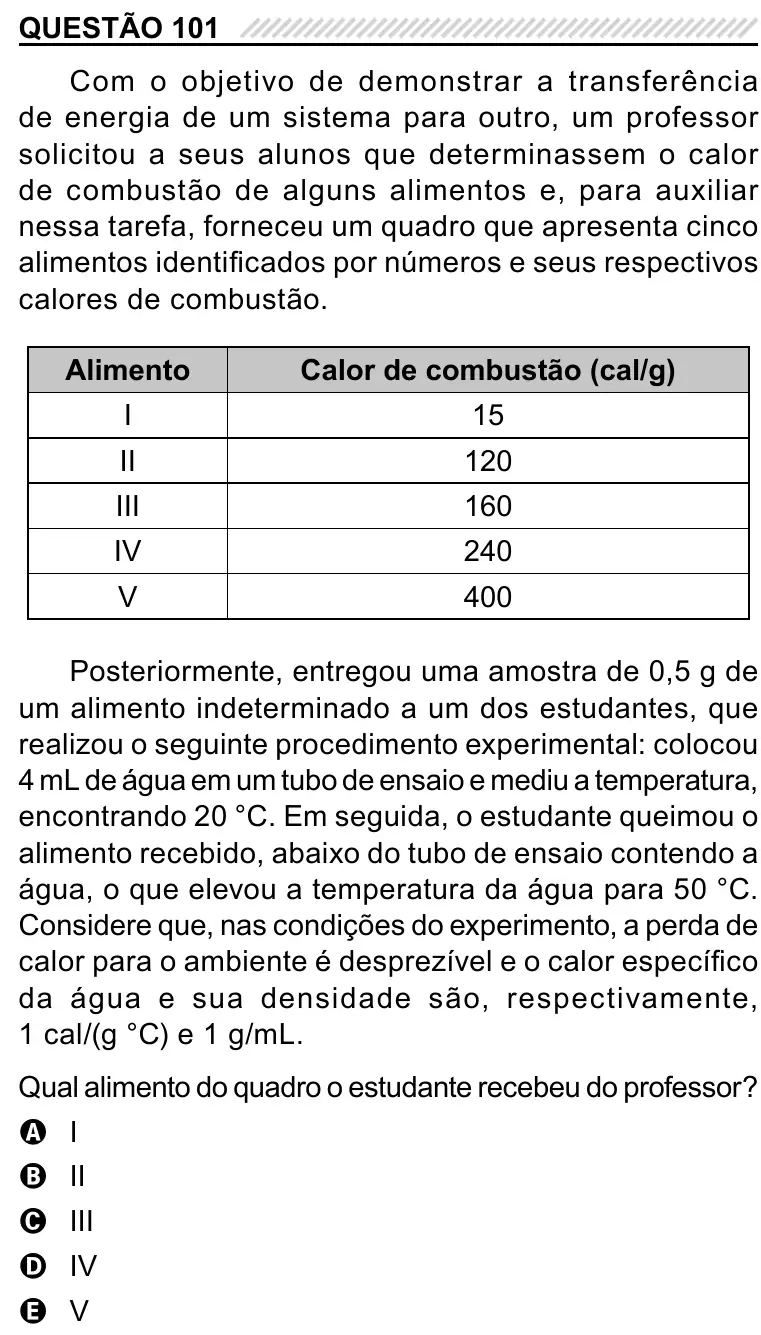 QUESTÃO 101
Com o objetivo de demonstrar a transferência
de energia de um sistema para outro, um professor
solicitou a seus alunos que determinassem o calor
de combustão de alguns alimentos e, para auxiliar
nessa tarefa, forneceu um quadro que apresenta cinco
alimentos identificados por números e seus respectivos
calores de combustão.
Alimento Calor de combustão (cal/g)
I 15
II 120
III 160
IV 240
V 400
Posteriormente, entregou uma amostra de 0,5 g de
um alimento indeterminado a um dos estudantes, que
realizou o seguinte procedimento experimental: colocou
4 mL de água em um tubo de ensaio e mediu a temperatura,
encontrando 20 °C. Em seguida, o estudante queimou o
alimento recebido, abaixo do tubo de ensaio contendo a
água, o que elevou a temperatura da água para 50 °C.
Considere que, nas condições do experimento, a perda de
calor para o ambiente é desprezível e o calor específico
da água e sua densidade são, respectivamente,
1 cal/(g °C) e 1 g/mL.
Qual alimento do quadro o estudante recebeu do professor?
A I
B II
C III
D IV
E V